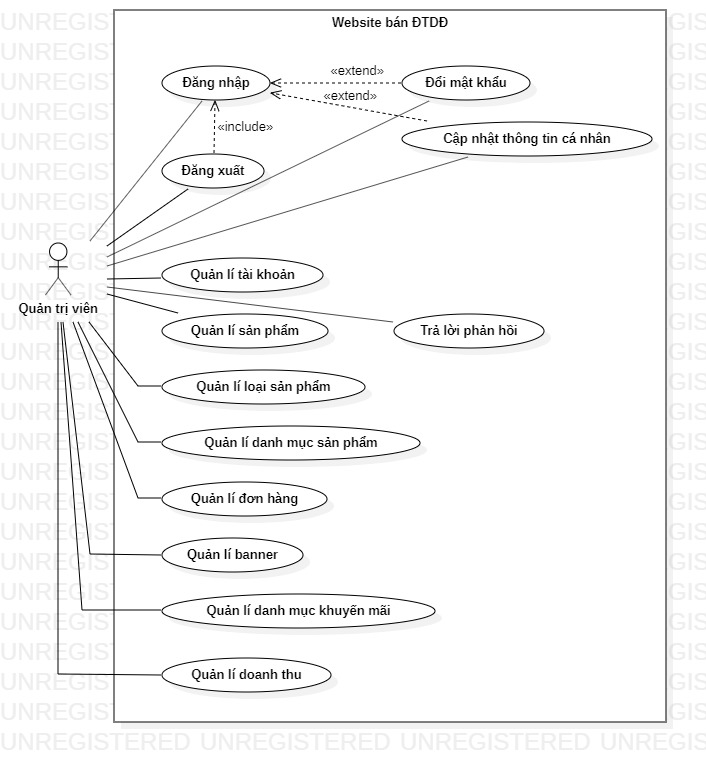 Website bán ĐTDĐ
Đăng nhập
«extend»
Đổi mật khẩu
«extend»
«include»
Cập nhật thông tin cá nhân
Đăng xuất
Quản trị viên
Quản lí tài khoản
Quản lí sản phẩm
Trả lời phản hồi
Quản lí loại sản phẩm
Quản lí danh mục sản phẩm
Quản lí đơn hàng
Quản lí banner
Quản lí danh mục khuyến mãi
Quản lí doanh thu
UNREGISTERED UNREGISTERED UNREGISTERED UNREGIS